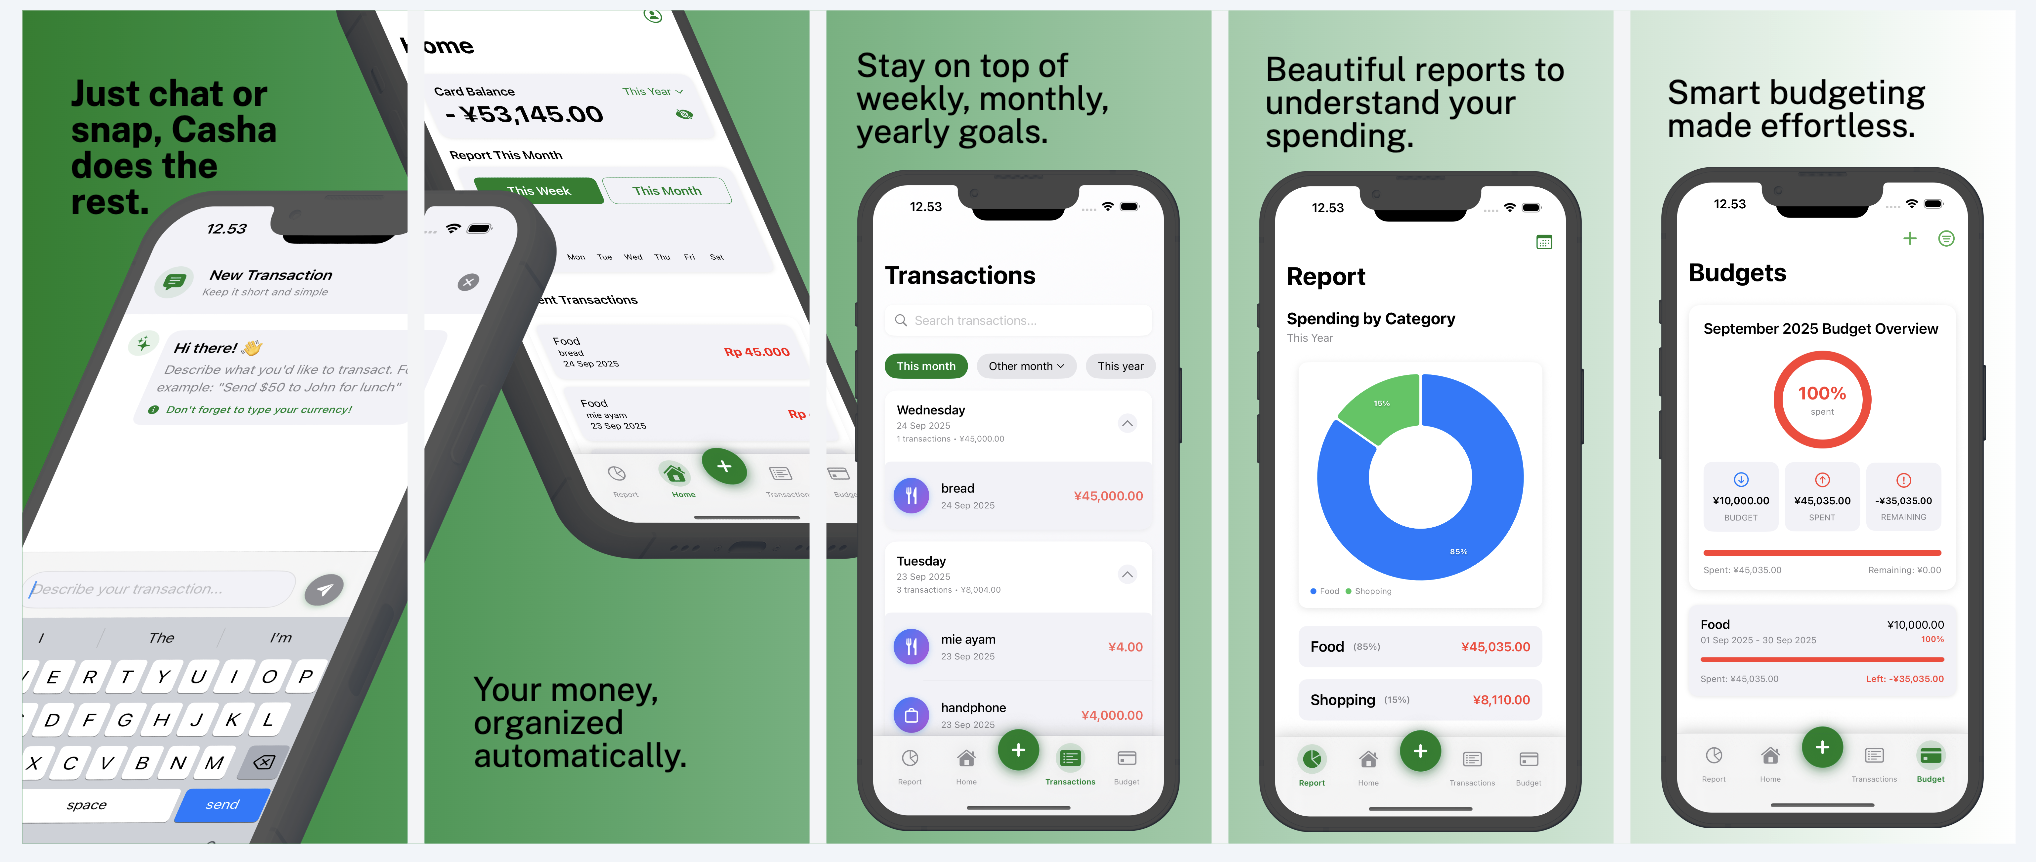 Just chat or
snap, Casha
does the
rest.
12.53
New Transaction
Keep it short and simple
Hi there! 👋
Describe what you'd like to transact. F
example: "Send $50 to John for lunch"
Don't forget to type your currency!
Describe your transaction...
I The I'm
E R T Y U I O P
D F G H J K L
X C V B N M
space send
Home
Card Balance This Year
- ¥53,145.00
Report This Month
This Week This Month
Mon Tue Wed Thu Fri Sat
ent Transactions
Food
bread
24 Sep 2025
Rp 45.000
Food
mie ayam
23 Sep 2025
Rp
Report Home Transaction Budge
Your money,
organized
automatically.
Stay on top of
weekly, monthly,
yearly goals.
12.53
Transactions
Search transactions...
This month Other month This year
Wednesday
24 Sep 2025
1 transactions • ¥45,000.00
bread
24 Sep 2025
¥45,000.00
Tuesday
23 Sep 2025
3 transactions • ¥8,004.00
mie ayam
23 Sep 2025
¥4.00
handphone
23 Sep 2025
¥4,000.00
Report Home Transactions Budget
Beautiful reports to
understand your
spending.
12.53
Report
Spending by Category
This Year
15%
85%
Food Shopping
Food (85%) ¥45,035.00
Shopping (15%) ¥8,110.00
Report Home Transactions Budget
Smart budgeting
made effortless.
12.53
Budgets
September 2025 Budget Overview
100%
spent
¥10,000.00 ¥45,035.00 -¥35,035.00
BUDGET SPENT REMAINING
Spent: ¥45,035.00 Remaining: ¥0.00
Food ¥10,000.00
01 Sep 2025 - 30 Sep 2025 100%
Spent: ¥45,035.00 Left: -¥35,035.00
Report Home Transactions Budget